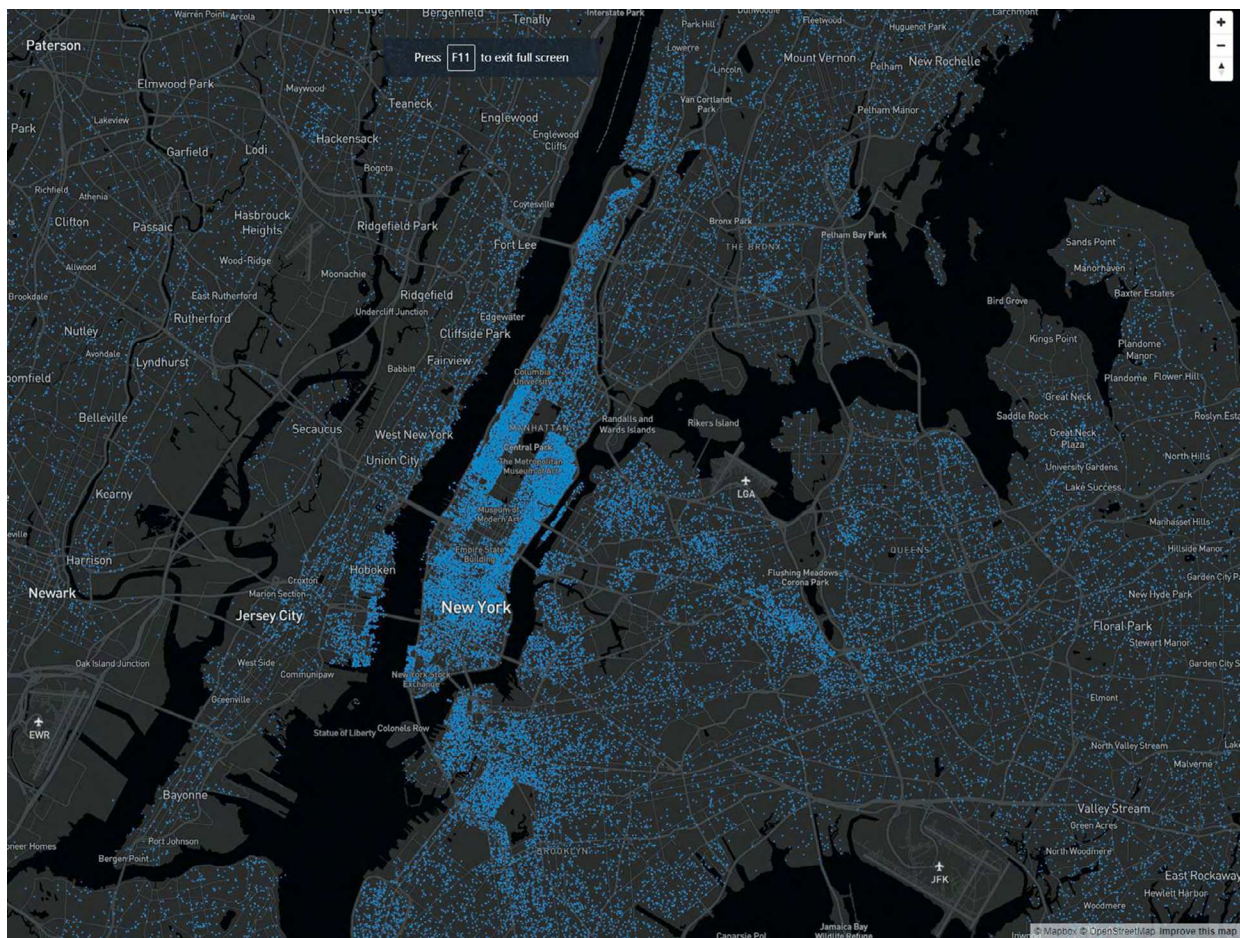 Warren Point
Arcola
River Edge
Bergenfield
Tenafly
Interstate Park
Park Hill
Dunwoodie
Fleetwood
Huguenot Park
Larchmont
Paterson
Press F11 to exit full screen
Lowerre
Mount Vernon
New Rochelle
Elmwood Park
Maywood
Lincoln
Pelham
Teaneck
Van Cortlandt
Park
Pelham Manor
Lakeview
Englewood
Park
Hackensack
Englewood
Cliffs
Garfield
Lodi
Bogota
Richfield
Athenia
Coytesville
Clifton
Passaic
Hasbrouck
Heights
Ridgefield Park
Bronx Park
Pelham Bay Park
Fort Lee
THE BRONX
Sands Point
Wood-Ridge
Allwood
Moonachie
Manorhaven
Brookdale
East Rutherford
Ridgefield
Baxter Estates
Rutherford
Undercliff Junction
Edgewater
Bird Grove
Nutley
Cliffside Park
Kings Point
Avondale
Lyndhurst
Fairview
Plandome
Manor
Babbitt
Columbia
University
Plandome
Flower Hill
oomfield
Great Neck
Belleville
Secaucus
West New York
MANHATTAN
Randalls and
Wards Islands
Rikers Island
Saddle Rock
Roslyn Esta
Central Park
Great Neck
Plaza
Union City
The Metropolitan
Museum of Art
North Hills
University Gardens
Kearny
LGA
Lake Success
Museum of
Modern Art
Manhasset Hills
eville
Empire State
Building
QUEENS
Hillside Manor
Harrison
Hoboken
Flushing Meadows
Corona Park
Garden City P
Croxton
Newark
Marion Section
New York
New Hyde Park
Jersey City
Floral Park
Stewart Manor
Oak Island Junction
West Side
Garden City S
Communipaw
New York Stock
Exchange
Greenville
Elmont
Statue of Liberty
Colonels Row
EWR
North Valley Stream
Lake
Malverne
Bayonne
Valley Stream
Green Acres
Port Johnson
oneer Homes
Bergen Point
BROOKLYN
North Woodmere
JFK
East Rockaway
Hewlett Harbor
Woodmere
Jamaica Bay
Wildlife Refuge
Canarsie Pol
Inwood
© Mapbox © OpenStreetMap Improve this map